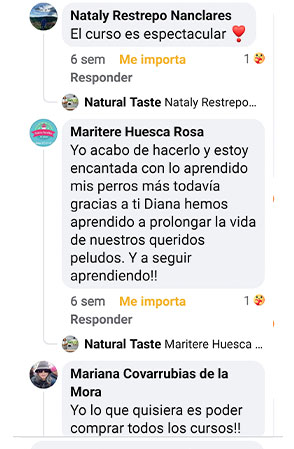 Nataly Restrepo Nanclares
El curso es espectacular ❣️
6 sem Me importa 1
Responder
Natural Taste Nataly Restrepo...
Maritere Huesca Rosa
Yo acabo de hacerlo y estoy
encantada con lo aprendido
mis perros más todavía
gracias a ti Diana hemos
aprendido a prolongar la vida
de nuestros queridos
peludos. Y a seguir
aprendiendo!!
6 sem Me importa 1
Responder
Natural Taste Maritere Huesca ...
Mariana Covarrubias de la
Mora
Yo lo que quisiera es poder
comprar todos los cursos!!